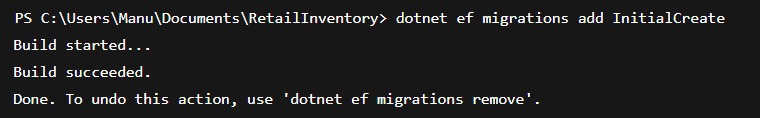 PS C:\Users\Manu\Documents\RetailInventory> dotnet ef migrations add InitialCreate
Build started...
Build succeeded.
Done. To undo this action, use 'dotnet ef migrations remove'.